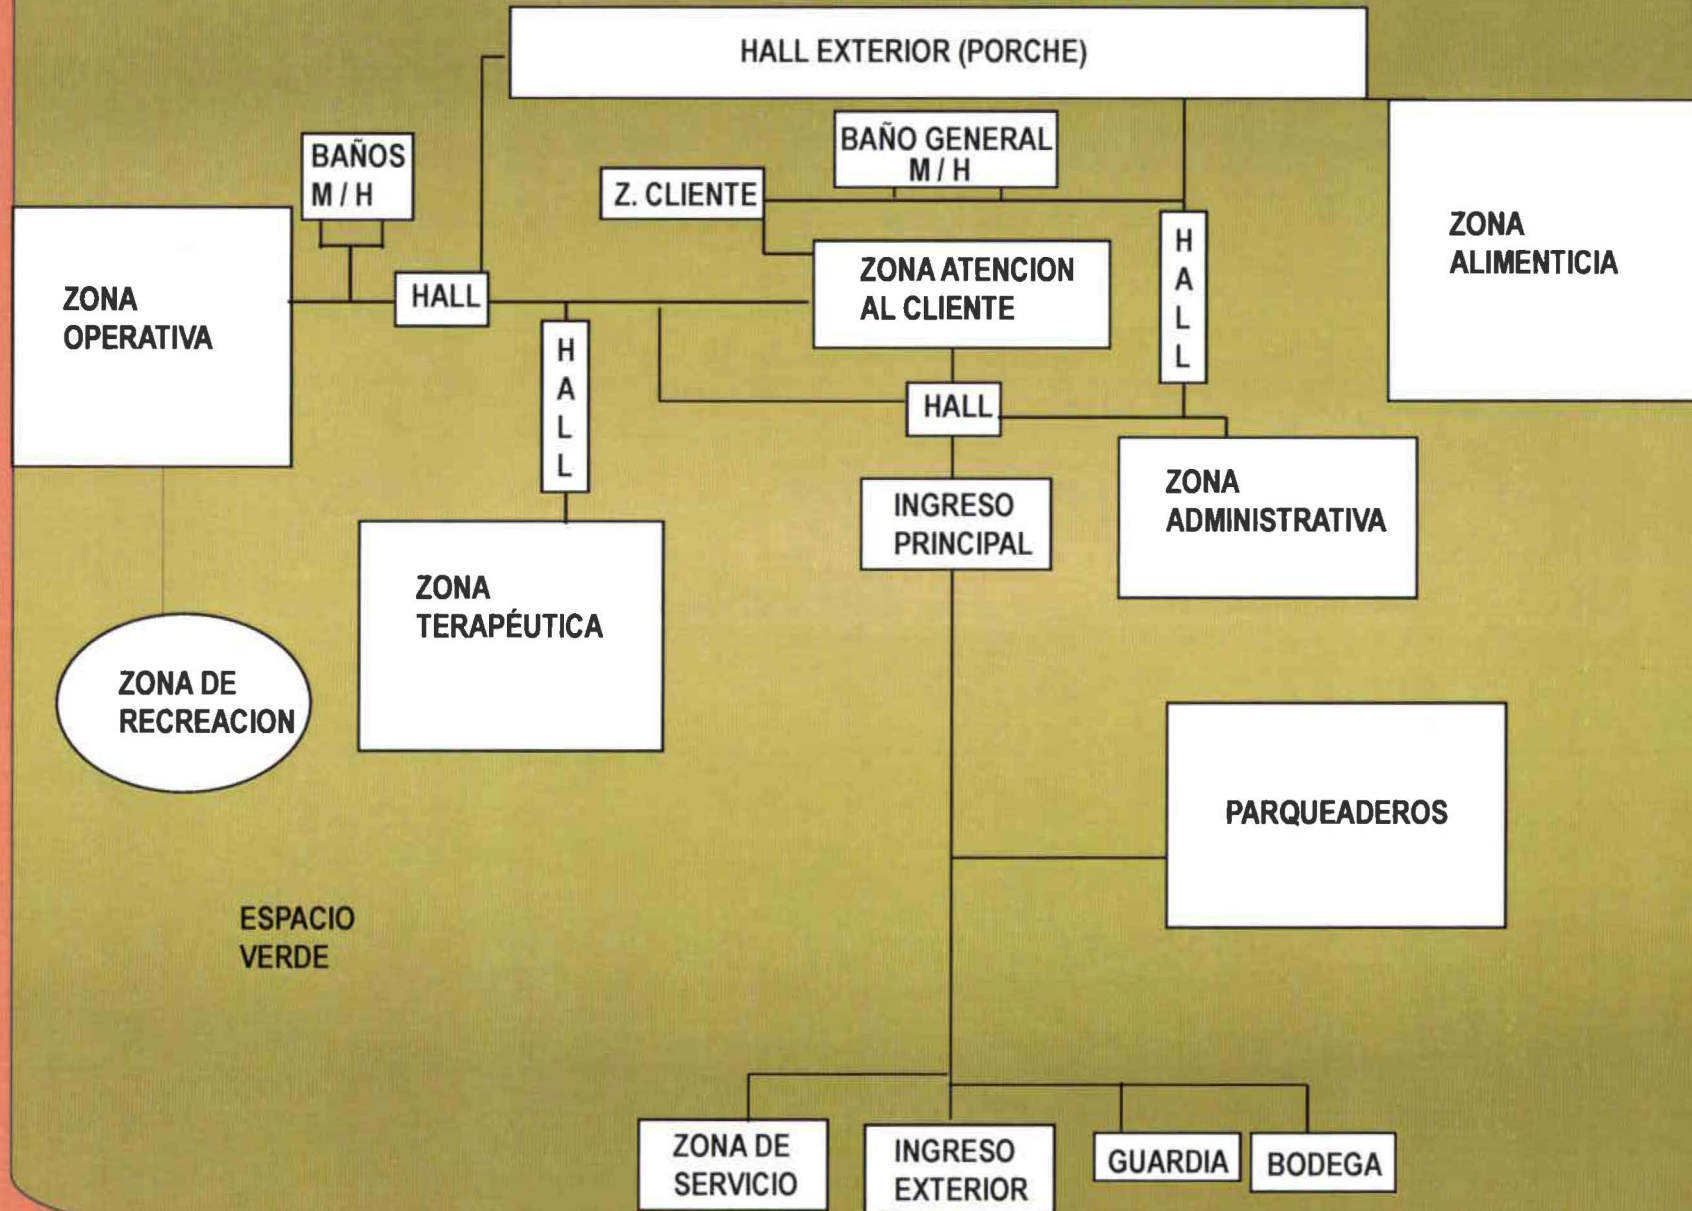 HALL EXTERIOR (PORCHE)
BAÑOS
M / H
BAÑO GENERAL
M / H
Z. CLIENTE
ZONA
OPERATIVA
HALL
ZONA ATENCION
AL CLIENTE
H
A
L
L
ZONA
ALIMENTICIA
H
A
L
L
HALL
INGRESO
PRINCIPAL
ZONA
ADMINISTRATIVA
ZONA
TERAPÉUTICA
ZONA DE
RECREACION
PARQUEADEROS
ESPACIO
VERDE
ZONA DE
SERVICIO
INGRESO
EXTERIOR
GUARDIA
BODEGA